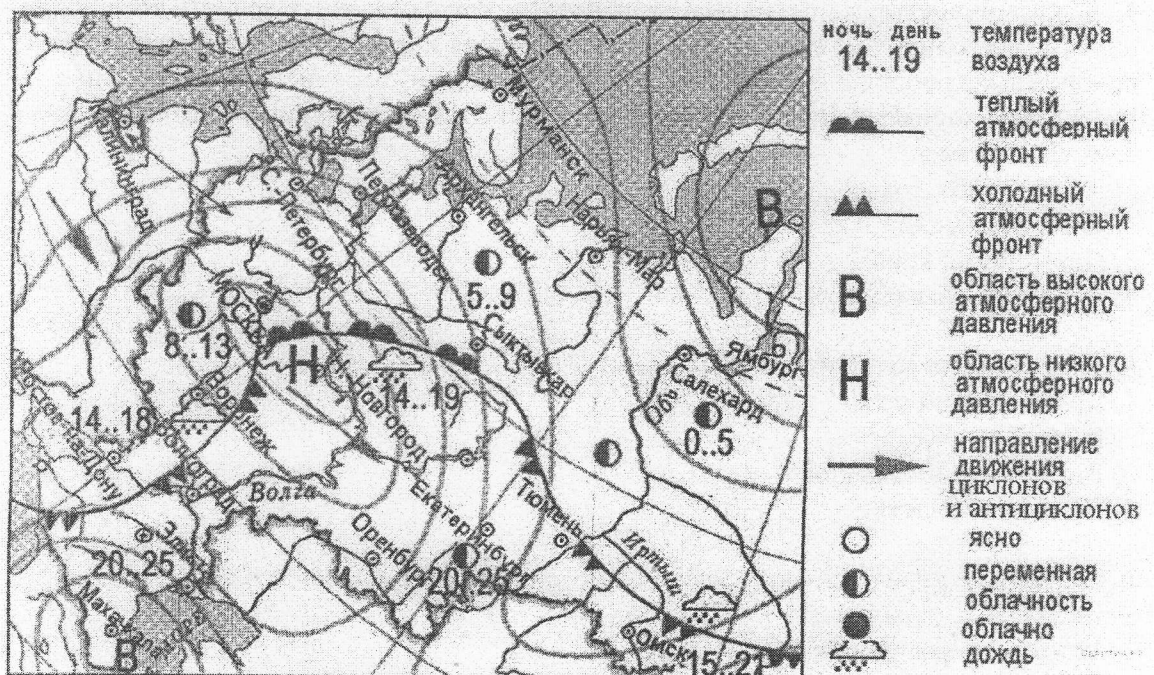 Мурманск
Калининград
С.-Петербург
Петрозаводск
Архангельск
Нарьян-Мар
В
5..9
Москва
8..13
Н
Сыктывкар
Ямбург
Салехард
Обь
0..5
14..19
Н.-Новгород
Воронеж
14..18
Ростов-на-Дону
Волгоград
Волга
Екатеринбург
Тюмень
Оренбург
Иртыш
Элиста
20..25
20..25
Махачкала
В
Омск
15..21
ночь день
14..19
температура
воздуха
теплый
атмосферный
фронт
холодный
атмосферный
фронт
В
область высокого
атмосферного
давления
Н
область низкого
атмосферного
давления
направление
движения
циклонов
и антициклонов
ясно
переменная
облачность
облачно
дождь